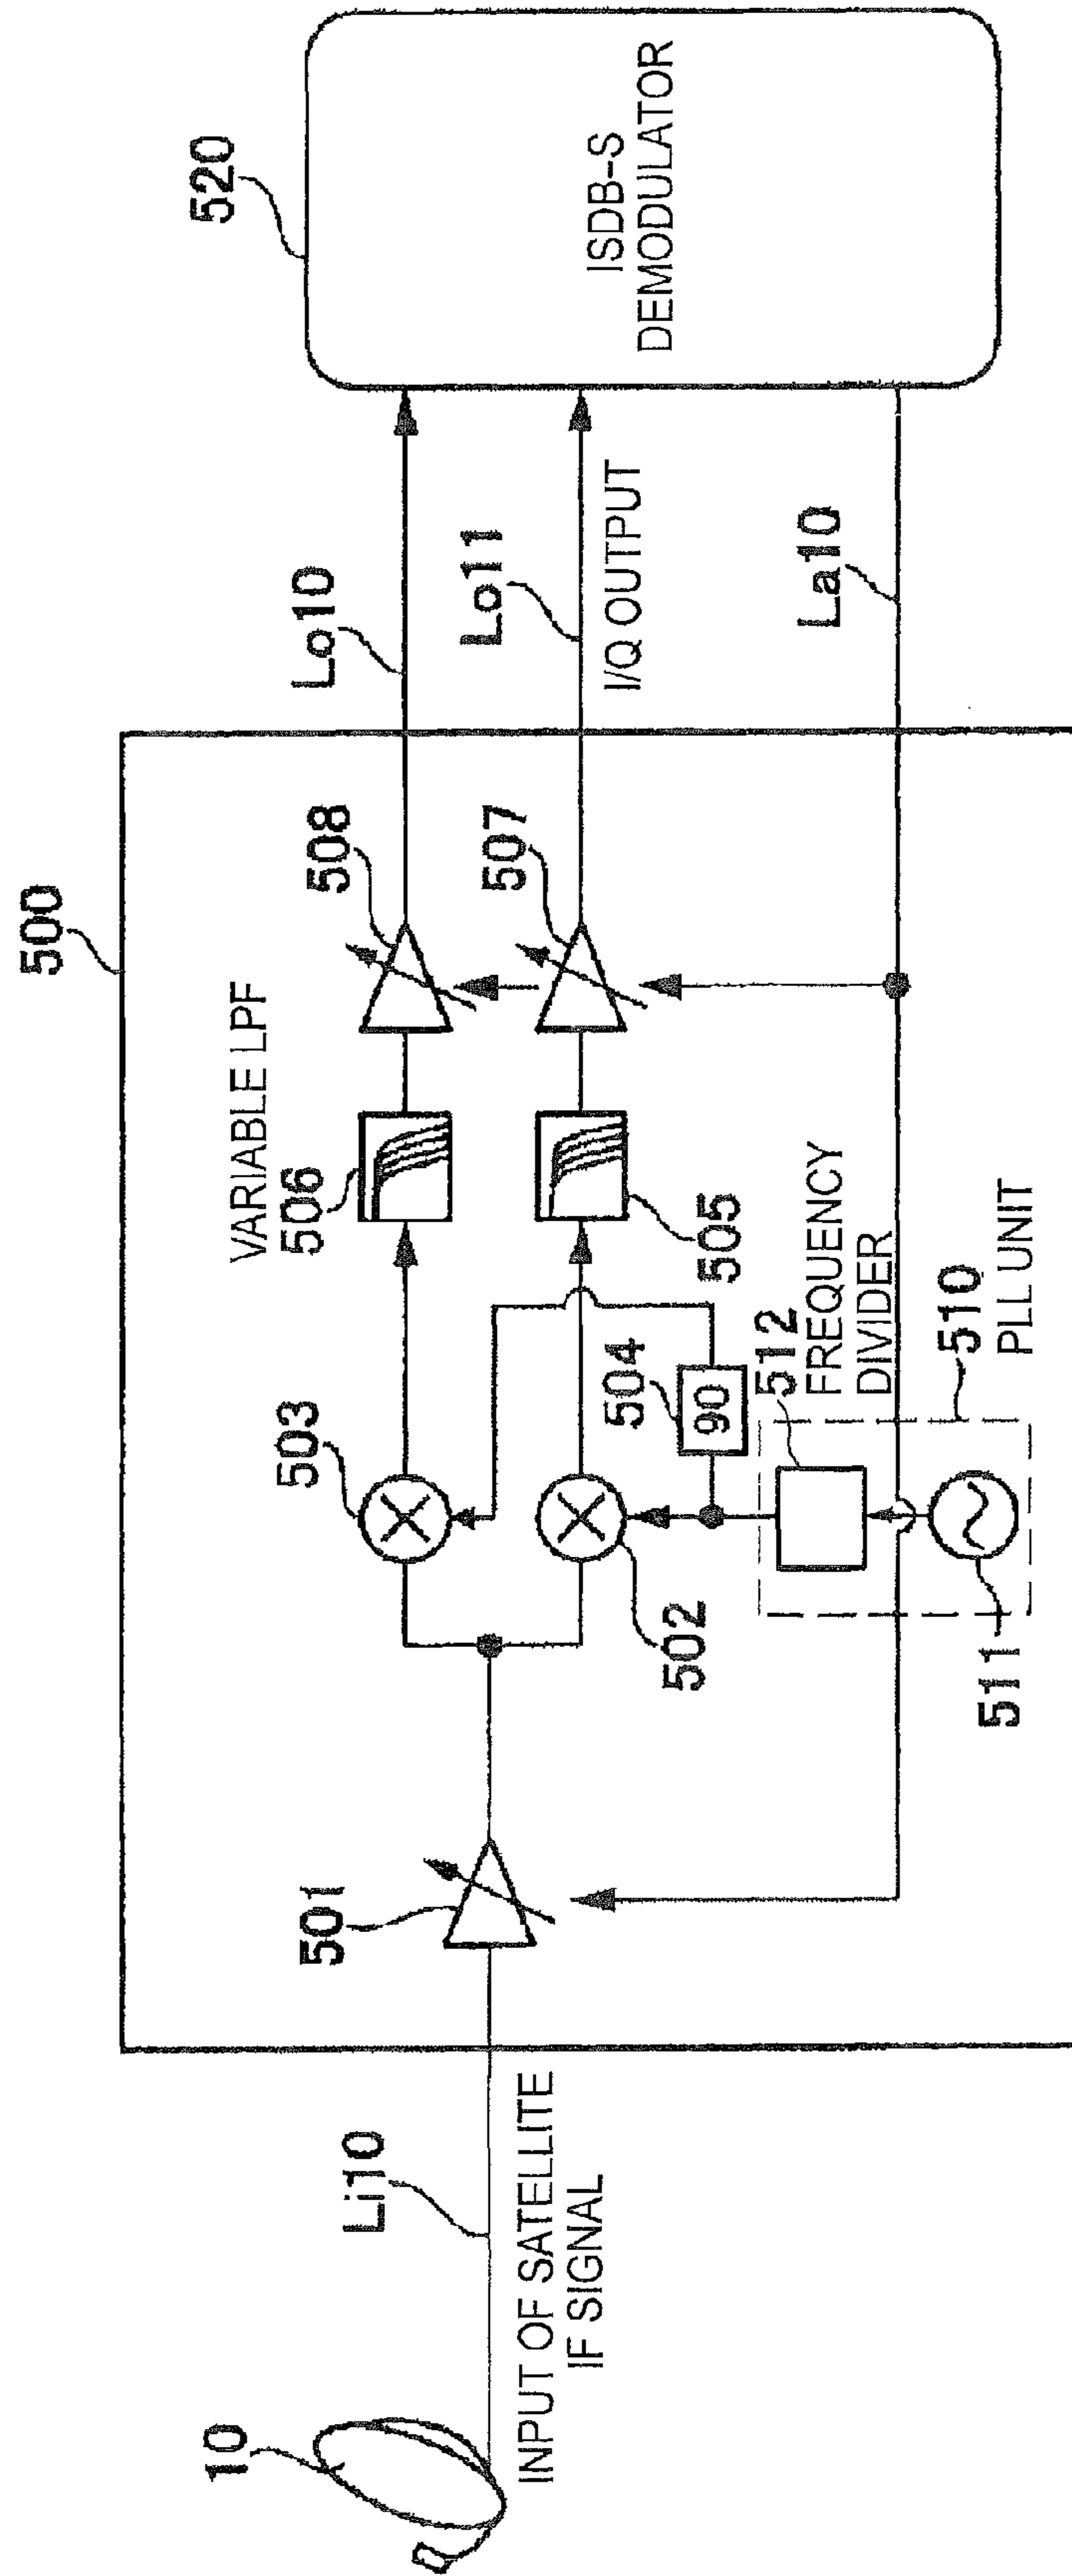 500
520
10
Li10
INPUT OF SATELLITE
IF SIGNAL
501
503
502
504
90
VARIABLE LPF
506
505
508
507
Lo10
Lo11
I/Q OUTPUT
La10
ISDB-S
DEMODULATOR
512
FREQUENCY
DIVIDER
510
PLL UNIT
511